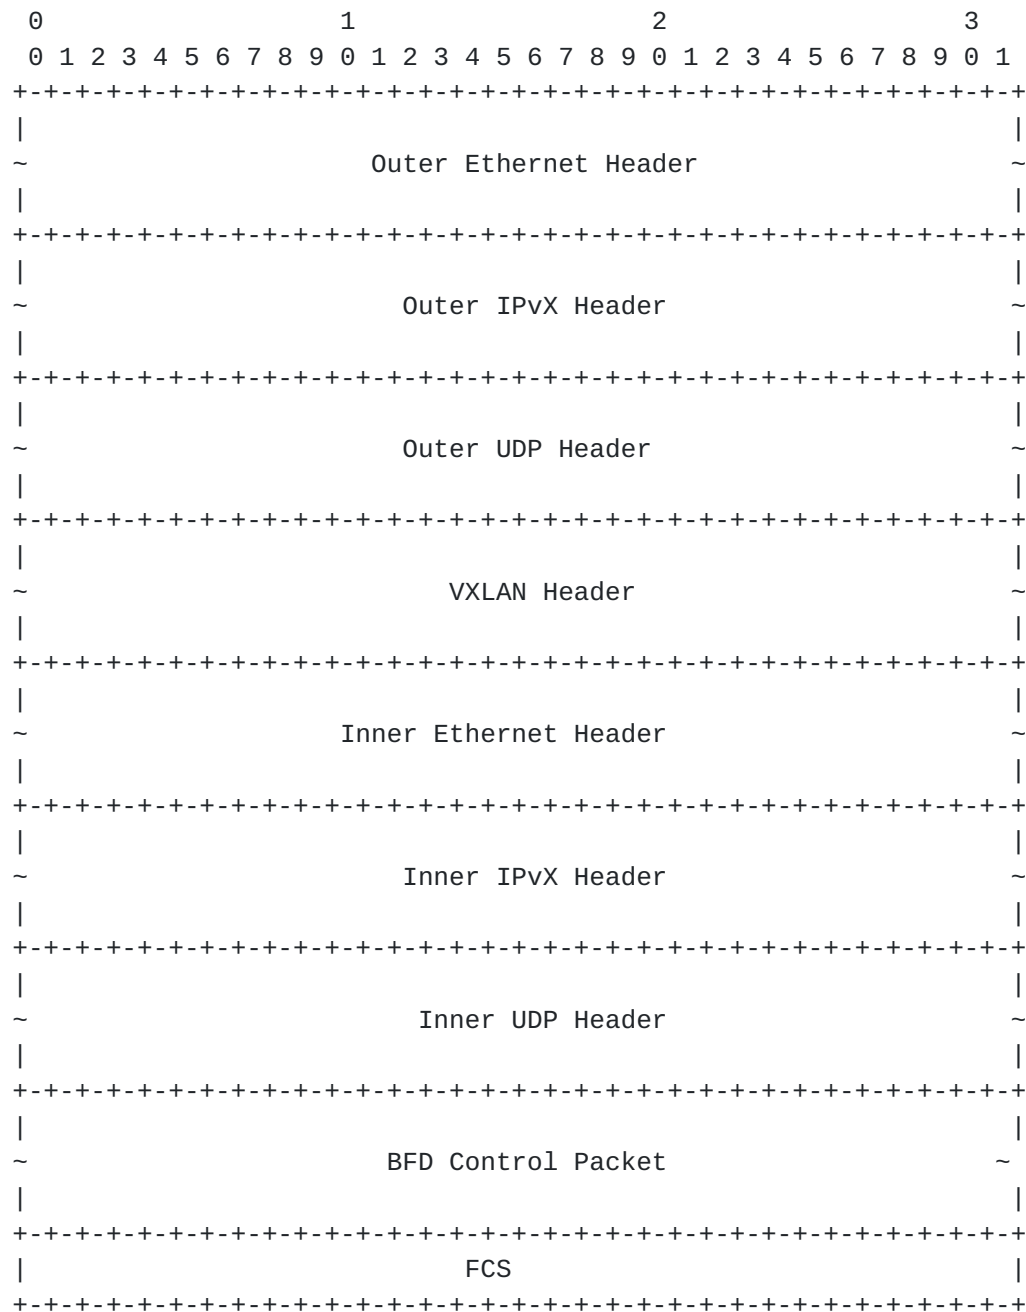 0                   1                   2                   3
 0 1 2 3 4 5 6 7 8 9 0 1 2 3 4 5 6 7 8 9 0 1 2 3 4 5 6 7 8 9 0 1
+-+-+-+-+-+-+-+-+-+-+-+-+-+-+-+-+-+-+-+-+-+-+-+-+-+-+-+-+-+-+-+-+
|                                                               |
~                      Outer Ethernet Header                    ~
|                                                               |
+-+-+-+-+-+-+-+-+-+-+-+-+-+-+-+-+-+-+-+-+-+-+-+-+-+-+-+-+-+-+-+-+
|                                                               |
~                        Outer IPvX Header                      ~
|                                                               |
+-+-+-+-+-+-+-+-+-+-+-+-+-+-+-+-+-+-+-+-+-+-+-+-+-+-+-+-+-+-+-+-+
|                                                               |
~                        Outer UDP Header                       ~
|                                                               |
+-+-+-+-+-+-+-+-+-+-+-+-+-+-+-+-+-+-+-+-+-+-+-+-+-+-+-+-+-+-+-+-+
|                                                               |
~                           VXLAN Header                        ~
|                                                               |
+-+-+-+-+-+-+-+-+-+-+-+-+-+-+-+-+-+-+-+-+-+-+-+-+-+-+-+-+-+-+-+-+
|                                                               |
~                    Inner Ethernet Header                      ~
|                                                               |
+-+-+-+-+-+-+-+-+-+-+-+-+-+-+-+-+-+-+-+-+-+-+-+-+-+-+-+-+-+-+-+-+
|                                                               |
~                        Inner IPvX Header                      ~
|                                                               |
+-+-+-+-+-+-+-+-+-+-+-+-+-+-+-+-+-+-+-+-+-+-+-+-+-+-+-+-+-+-+-+-+
|                                                               |
~                         Inner UDP Header                      ~
|                                                               |
+-+-+-+-+-+-+-+-+-+-+-+-+-+-+-+-+-+-+-+-+-+-+-+-+-+-+-+-+-+-+-+-+
|                                                               |
~                       BFD Control Packet                     ~
|                                                               |
+-+-+-+-+-+-+-+-+-+-+-+-+-+-+-+-+-+-+-+-+-+-+-+-+-+-+-+-+-+-+-+-+
|                            FCS                                |
+-+-+-+-+-+-+-+-+-+-+-+-+-+-+-+-+-+-+-+-+-+-+-+-+-+-+-+-+-+-+-+-+